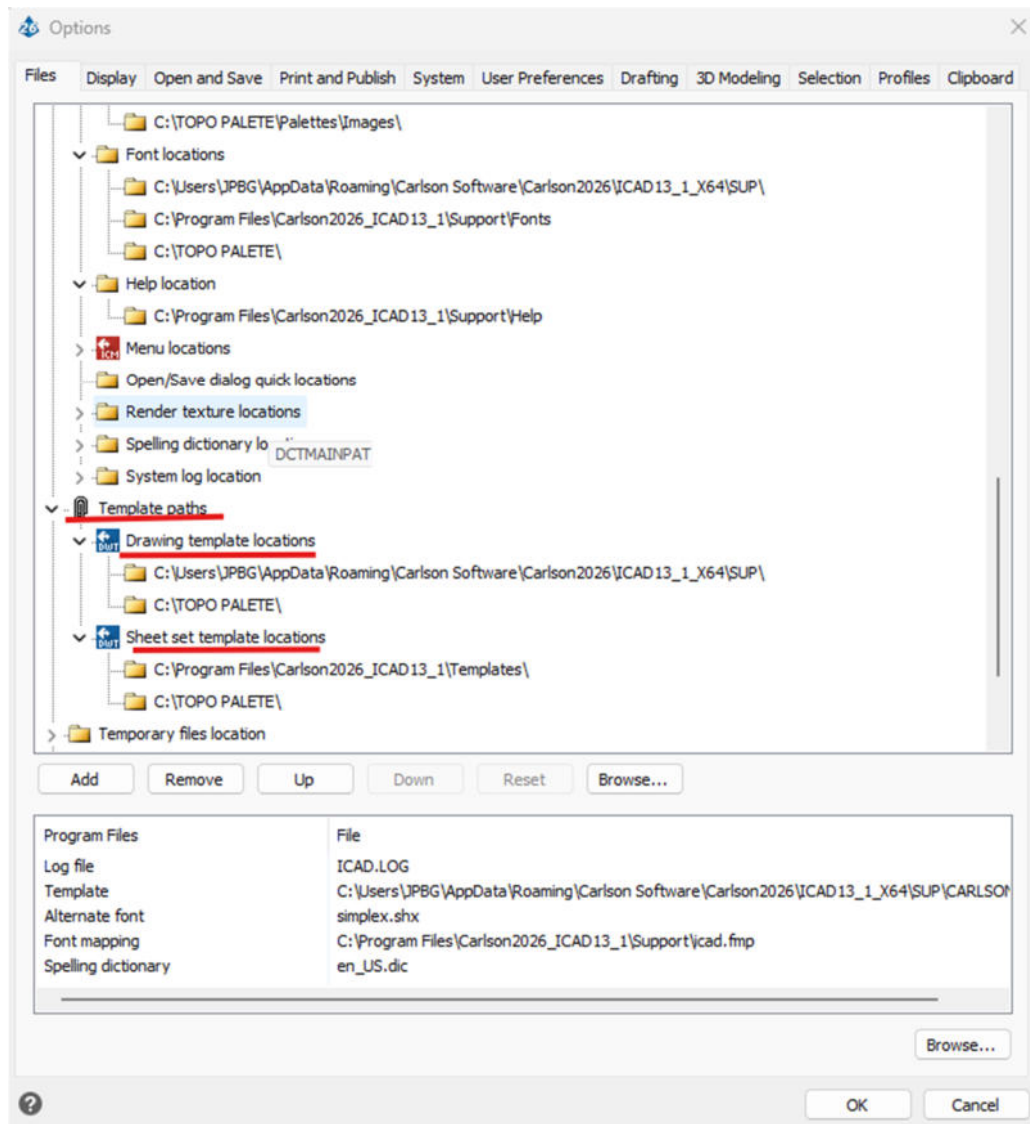 26 Options
Files Display Open and Save Print and Publish System User Preferences Drafting 3D Modeling Selection Profiles Clipboard
C:\TOPO PALETE\Palettes\Images\
Font locations
C:\Users\JPBG\AppData\Roaming\Carlson Software\Carlson2026\ICAD13_1_X64\SUP\
C:\Program Files\Carlson2026_ICAD13_1\Support\Fonts
C:\TOPO PALETE\
Help location
C:\Program Files\Carlson2026_ICAD13_1\Support\Help
ICM Menu locations
Open/Save dialog quick locations
Render texture locations
Spelling dictionary lo
DCTMAINPAT
System log location
Template paths
DWT Drawing template locations
C:\Users\JPBG\AppData\Roaming\Carlson Software\Carlson2026\ICAD13_1_X64\SUP\
C:\TOPO PALETE\
DWT Sheet set template locations
C:\Program Files\Carlson2026_ICAD13_1\Templates\
C:\TOPO PALETE\
Temporary files location
Add Remove Up Down Reset Browse...
Program Files File
Log file ICAD.LOG
Template C:\Users\JPBG\AppData\Roaming\Carlson Software\Carlson2026\ICAD13_1_X64\SUP\CARLSON
Alternate font simplex.shx
Font mapping C:\Program Files\Carlson2026_ICAD13_1\Support\icad.fmp
Spelling dictionary en_US.dic
Browse...
? OK Cancel